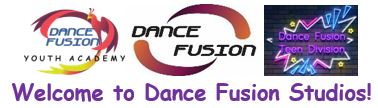 DANCE
FUSION
YOUTH ACADEMY
DANCE
FUSION
Dance Fusion
Teen Division
Welcome to Dance Fusion Studios!